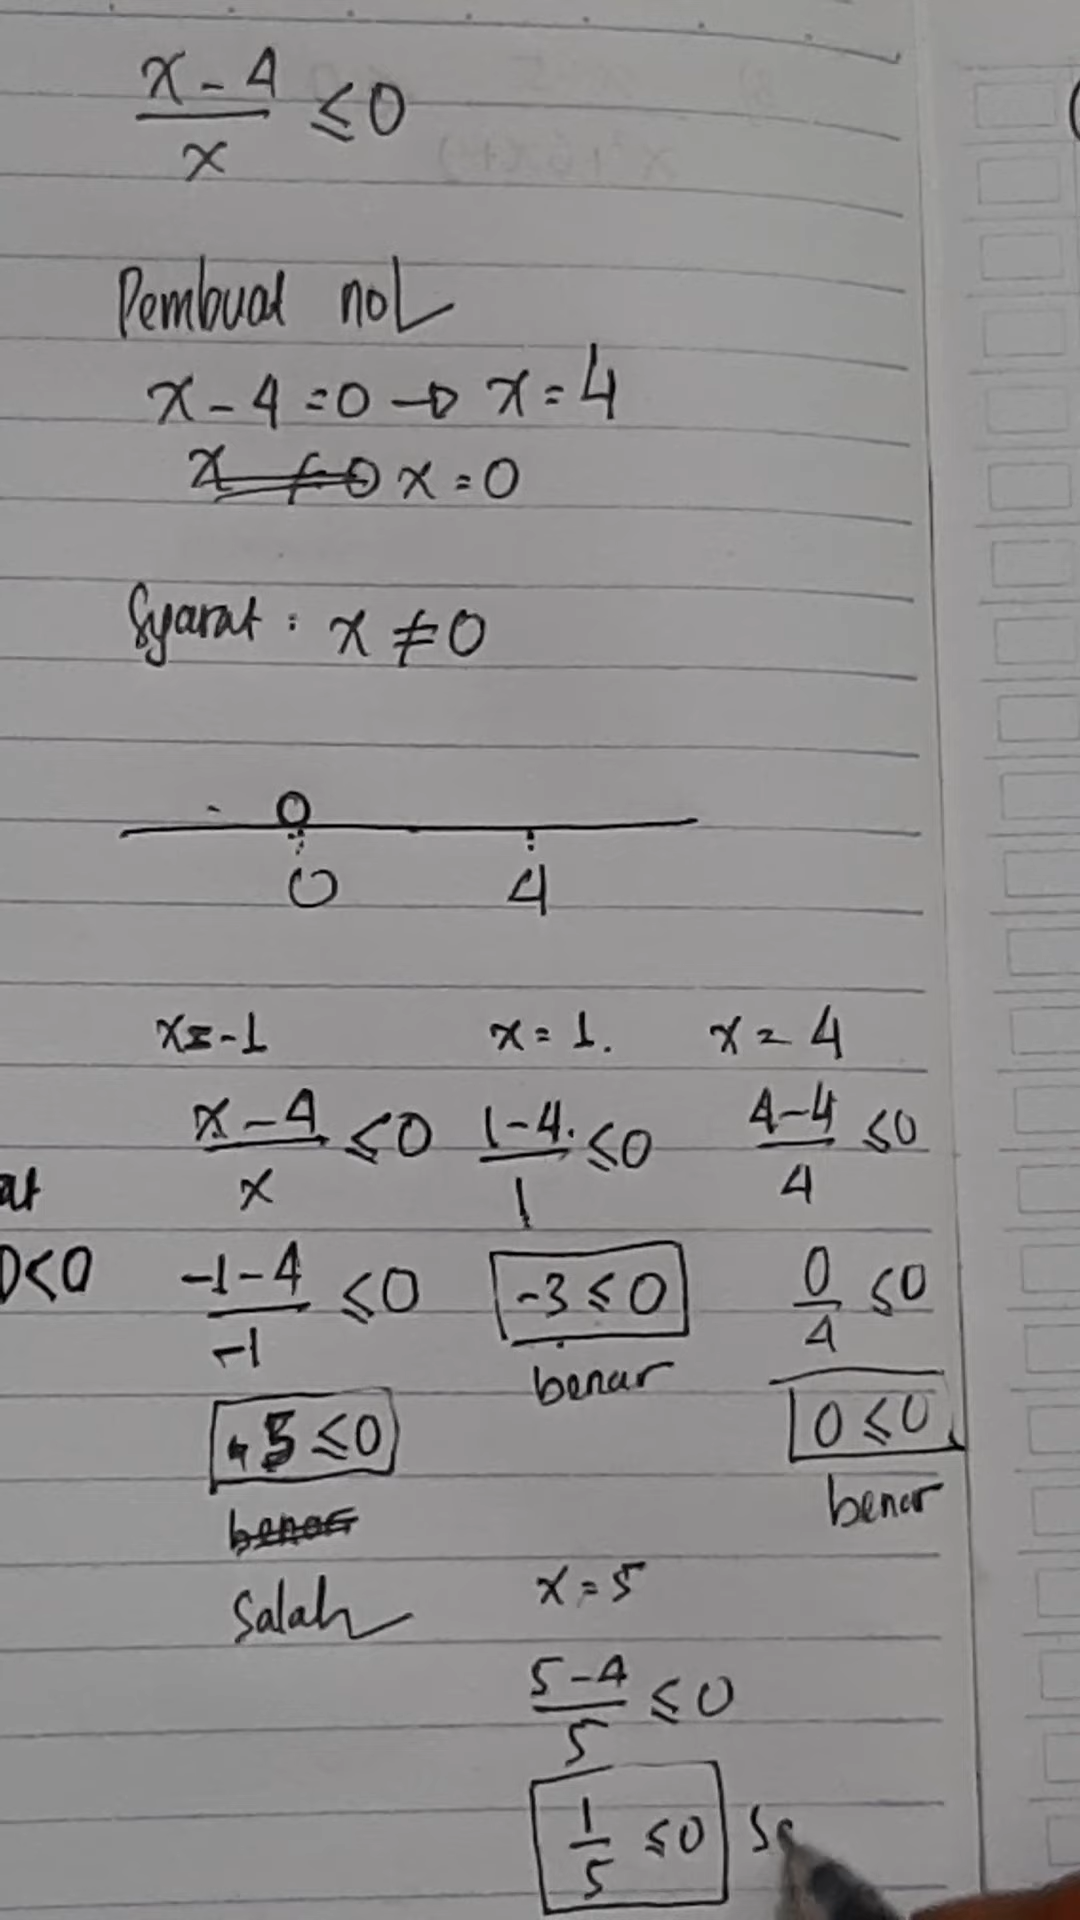 x - 4 / x ≤ 0
Pembuat nol
x - 4 = 0 → x = 4
x ≠ 0 x = 0
Syarat : x ≠ 0
0 4
x = -1 x = 1. x = 4
x - 4 / x ≤ 0 1 - 4 / 1 ≤ 0 4 - 4 / 4 ≤ 0
-1 - 4 / -1 ≤ 0 -3 ≤ 0 0 / 4 ≤ 0
benar
5 ≤ 0 0 ≤ 0
benar benar
Salah x = 5
5 - 4 / 5 ≤ 0
1 / 5 ≤ 0